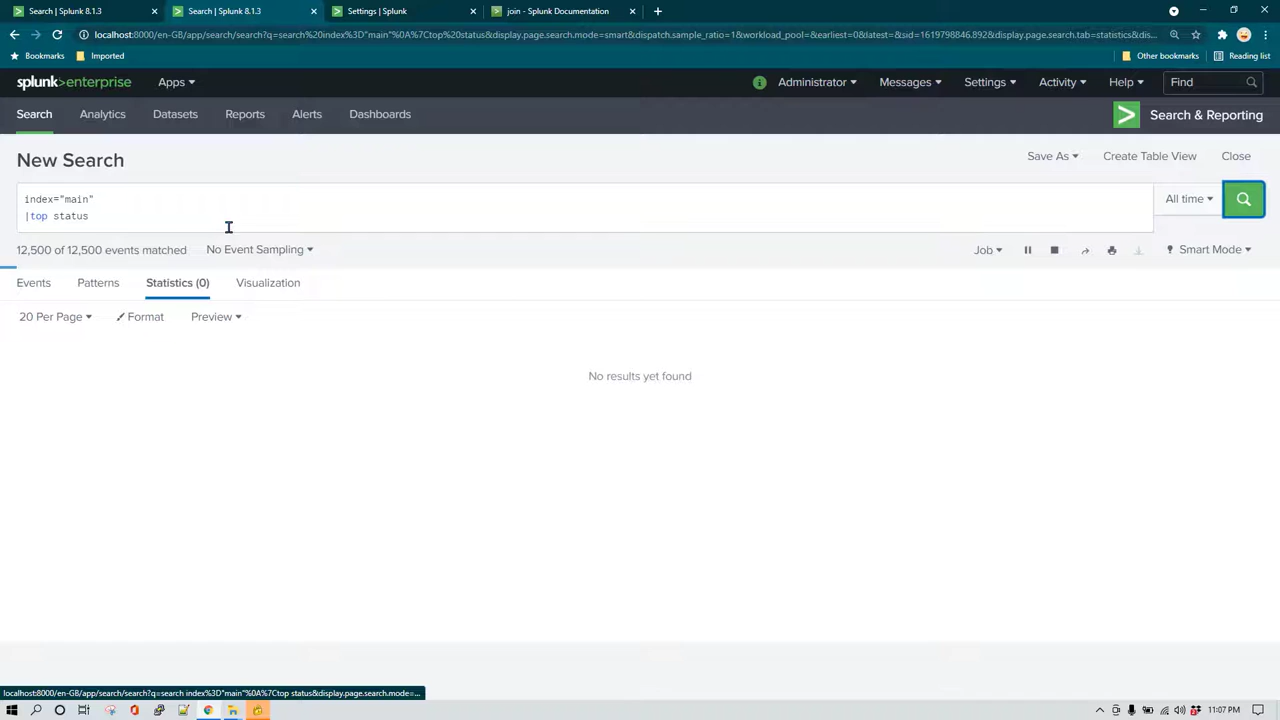 Search | Splunk 8.1.3
Search | Splunk 8.1.3
Settings | Splunk
join - Splunk Documentation
localhost:8000/en-GB/app/search/search?q=search%20index%3D"main"%0A%7Ctop%20status&display.page.search.mode=smart&dispatch.sample_ratio=1&workload_pool=&earliest=0&latest=&sid=1619798846.892&display.page.search.tab=statistics&dis...
Bookmarks
Imported
Other bookmarks
Reading list
splunk>enterprise
Apps
i
Administrator
Messages
Settings
Activity
Help
Find
Search
Analytics
Datasets
Reports
Alerts
Dashboards
Search & Reporting
New Search
Save As
Create Table View
Close
index="main"
|top status
All time
12,500 of 12,500 events matched
No Event Sampling
Job
Smart Mode
Events
Patterns
Statistics (0)
Visualization
20 Per Page
Format
Preview
No results yet found
localhost:8000/en-GB/app/search/search?q=search index%3D"main"%0A%7Ctop status&display.page.search.mode=...
11:07 PM